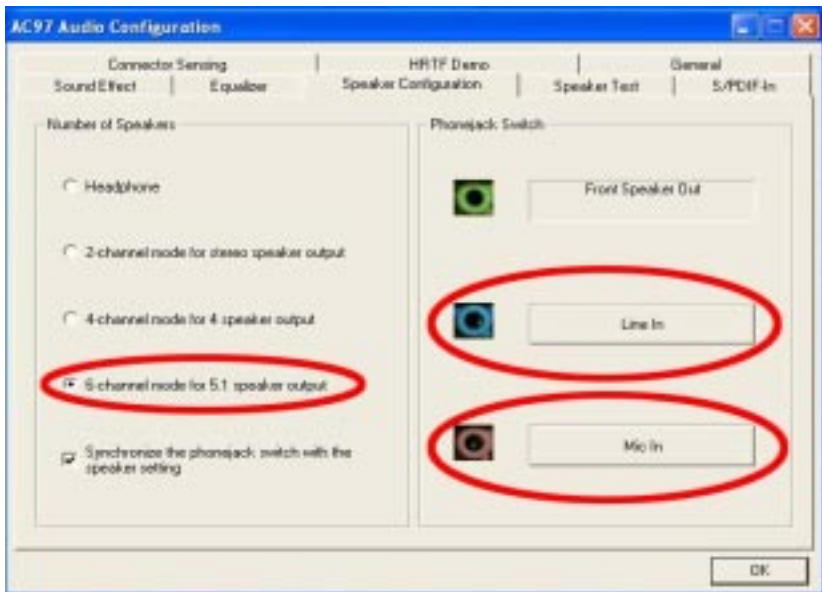 AC97 Audio Configuration
Connector Sensing
HRTF Demo
General
Sound Effect
Equalizer
Speaker Configuration
Speaker Test
S/PDIF-In
Number of Speakers
Headphone
2-channel mode for stereo speaker output
4-channel mode for 4 speaker output
6-channel mode for 5.1 speaker output
Synchronize the phonejack switch with the
speaker setting
Phonejack Switch
Front Speaker Out
Line In
Mic In
OK